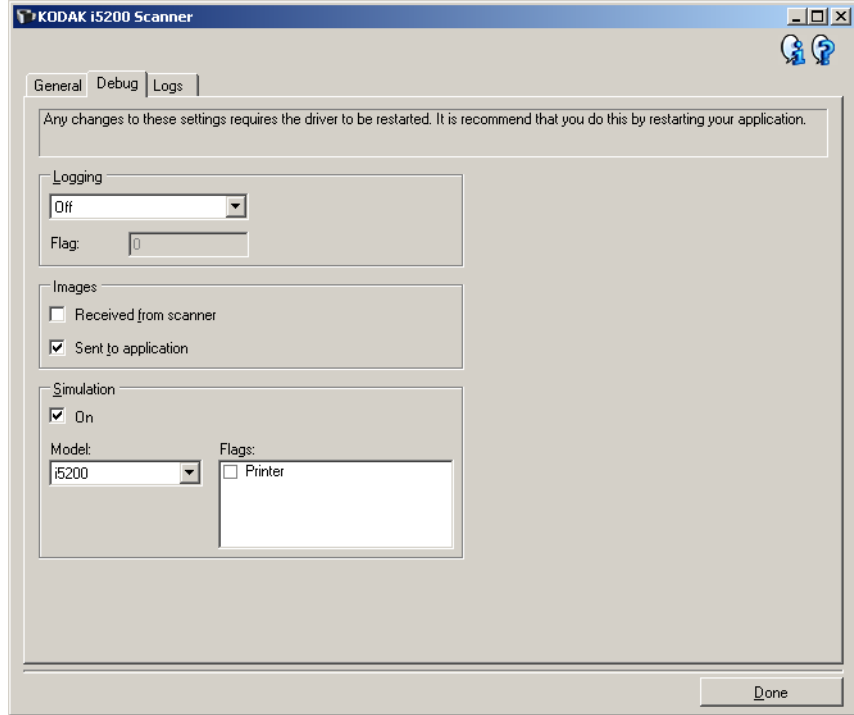 KODAK i5200 Scanner
General Debug Logs
Any changes to these settings requires the driver to be restarted. It is recommend that you do this by restarting your application.
Logging
Off
Flag: 0
Images
Received from scanner
Sent to application
Simulation
On
Model: Flags:
i5200 Printer
Done